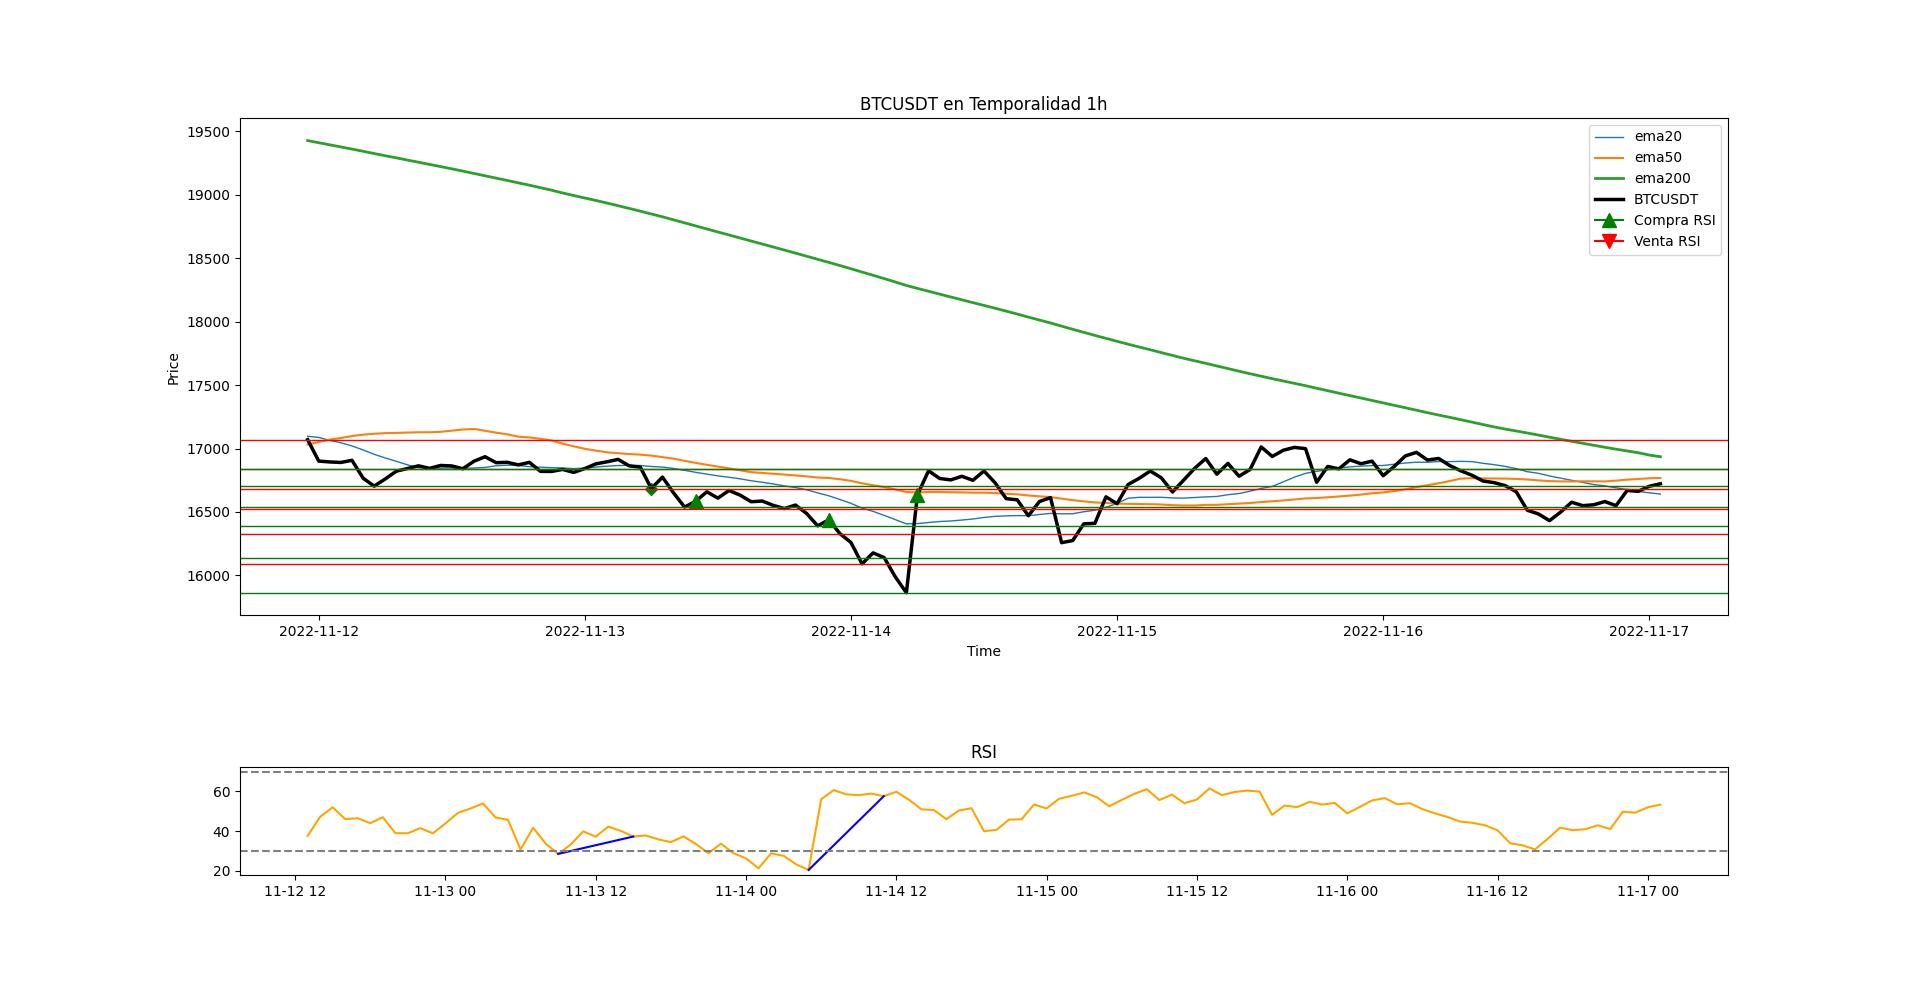 BTCUSDT en Temporalidad 1h
19500
19000
18500
18000
17500
17000
16500
16000
Price
ema20
ema50
ema200
BTCUSDT
Compra RSI
Venta RSI
2022-11-12 2022-11-13 2022-11-14 2022-11-15 2022-11-16 2022-11-17
Time
RSI
60
40
20
11-12 12 11-13 00 11-13 12 11-14 00 11-14 12 11-15 00 11-15 12 11-16 00 11-16 12 11-17 00